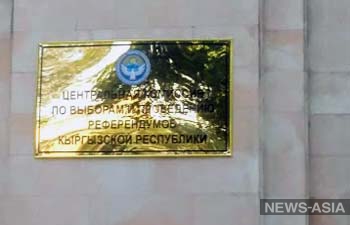 ЦЕНТРАЛЬНАЯ КОМИССИЯ
ПО ВЫБОРАМ И ПРОВЕДЕНИЮ
РЕФЕРЕНДУМОВ
КЫРГЫЗСКОЙ РЕСПУБЛИКИ
NEWS-ASIA